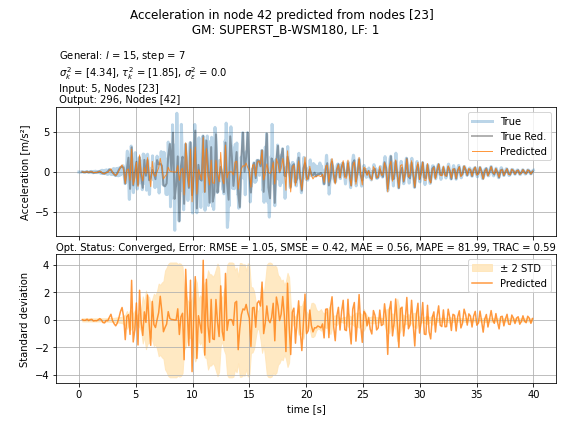 Acceleration in node 42 predicted from nodes [23]
GM: SUPERST_B-WSM180, LF: 1
General: l = 15, step = 7
σ²ₖ = [4.34], τ²ₖ = [1.85], σ²ε = 0.0
Input: 5, Nodes [23]
Output: 296, Nodes [42]
Acceleration [m/s²]
5
0
−5
True
True Red.
Predicted
Opt. Status: Converged, Error: RMSE = 1.05, SMSE = 0.42, MAE = 0.56, MAPE = 81.99, TRAC = 0.59
Standard deviation
4
2
0
−2
−4
± 2 STD
Predicted
0 5 10 15 20 25 30 35 40
time [s]